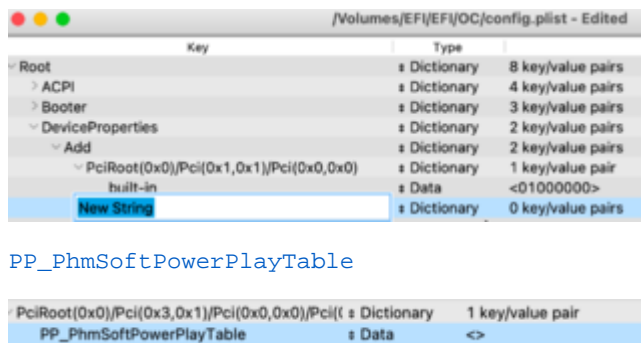 /Volumes/EFI/EFI/OC/config.plist - Edited
Key Type
Root Dictionary 8 key/value pairs
ACPI Dictionary 4 key/value pairs
Booter Dictionary 3 key/value pairs
DeviceProperties Dictionary 2 key/value pairs
Add Dictionary 2 key/value pairs
PciRoot(0x0)/Pci(0x1,0x1)/Pci(0x0,0x0) Dictionary 1 key/value pair
built-in Data <01000000>
New String Dictionary 0 key/value pairs
PP_PhmSoftPowerPlayTable
PciRoot(0x0)/Pci(0x3,0x1)/Pci(0x0,0x0)/Pci( Dictionary 1 key/value pair
PP_PhmSoftPowerPlayTable Data <>